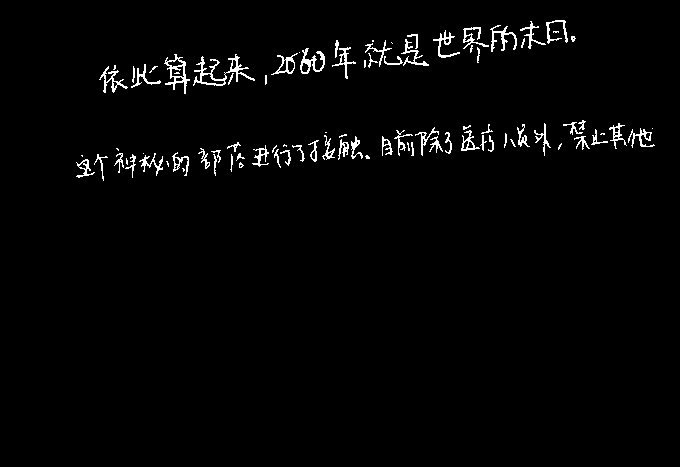 依此算起来,2060年,就是世界的末日.
这个神秘的部落进行了接触。目前除了医疗人员外,禁止其他